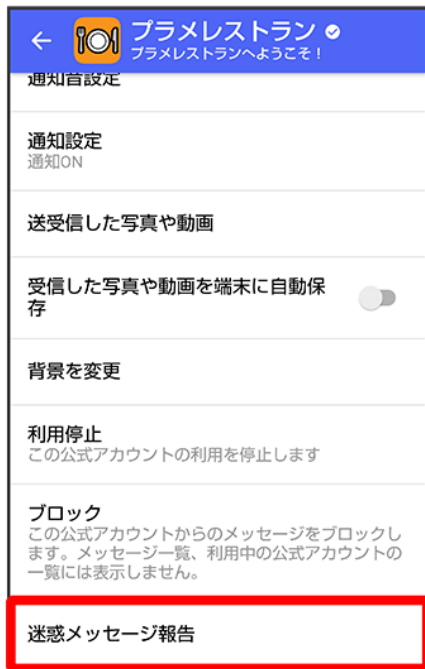 プラメレストラン
プラメレストランへようこそ！
通知音設定
通知設定
通知ON
送受信した写真や動画
受信した写真や動画を端末に自動保
存
背景を変更
利用停止
この公式アカウントの利用を停止します
ブロック
この公式アカウントからのメッセージをブロックし
ます。メッセージ一覧、利用中の公式アカウントの
一覧には表示しません。
迷惑メッセージ報告